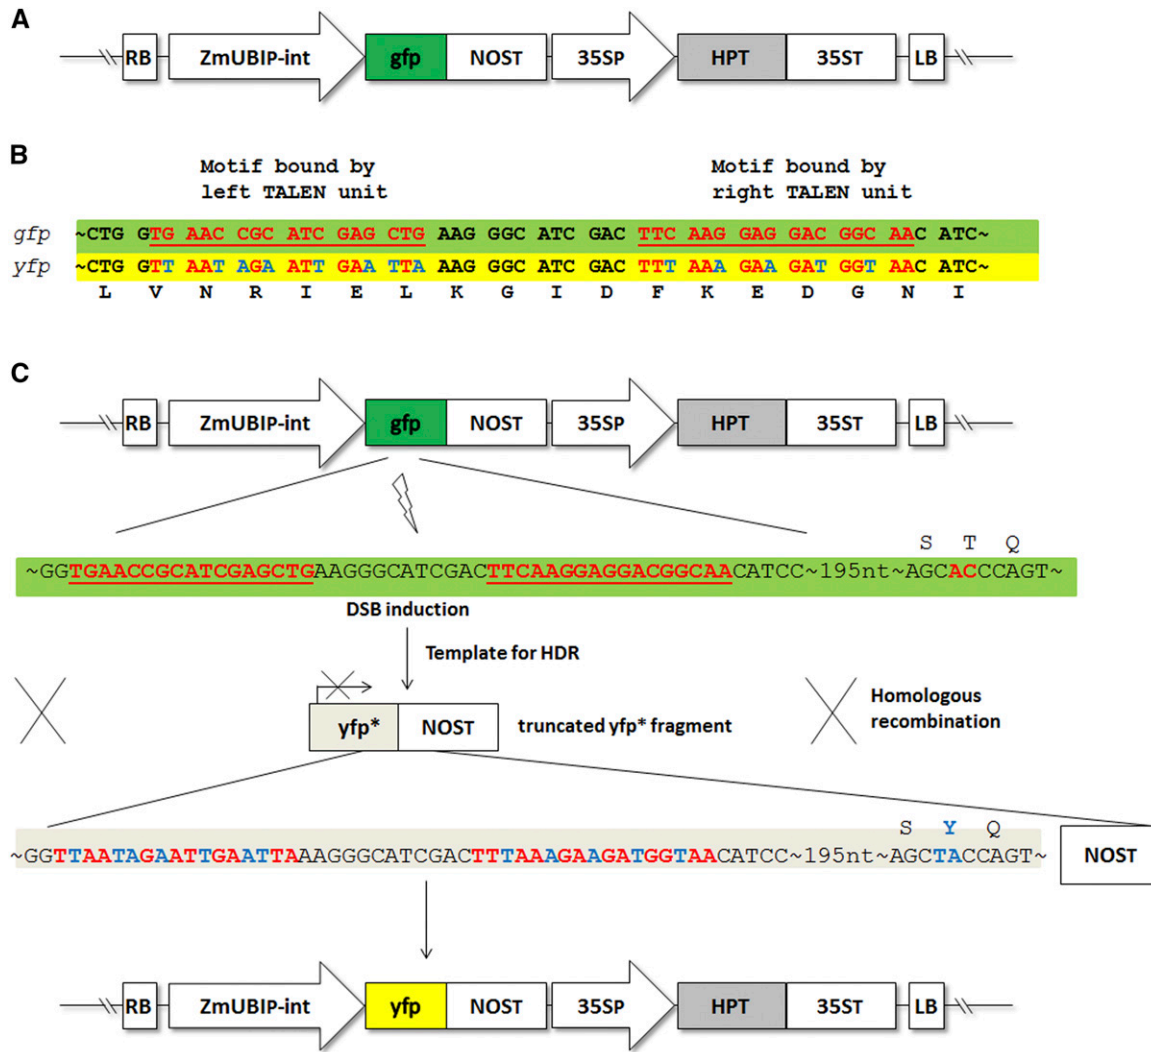 A
RB ZmUBIP-int gfp NOST 35SP HPT 35ST LB
B
Motif bound by
left TALEN unit
Motif bound by
right TALEN unit
gfp ~CTG GTG AAC CGC ATC GAG CTG AAG GGC ATC GAC TTC AAG GAG GAC GGC AAC ATC~
yfp ~CTG GTT AAT AGA ATT GAA TTA AAG GGC ATC GAC TTT AAA GAA GAT GGT AAC ATC~
L V N R I E L K G I D F K E D G N I
C
RB ZmUBIP-int gfp NOST 35SP HPT 35ST LB
S T Q
~GGTGAACCGCATCGAGCTGAAGGGCATCGACTTCAAGGAGGACGGCAACATCC~195nt~AGCACCCAGT~
DSB induction
Template for HDR
Homologous
recombination
yfp* NOST truncated yfp* fragment
S Y Q
~GGTTAATAGAATTGAATTAAAGGGCATCGACTTTAAAGAAGATGGTAACATCC~195nt~AGCTACCAGT~
NOST
RB ZmUBIP-int yfp NOST 35SP HPT 35ST LB